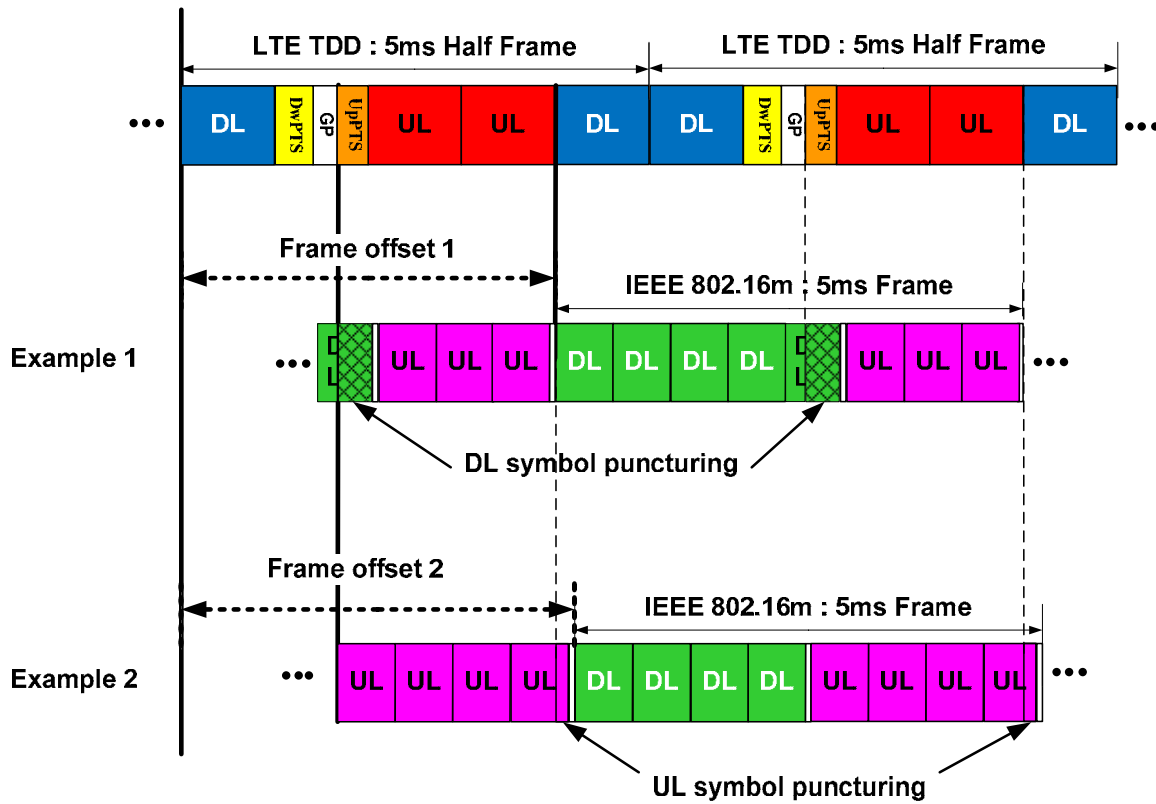 LTE TDD : 5ms Half Frame
LTE TDD : 5ms Half Frame
••• DL DwPTS GP UpPTS UL UL DL DL DwPTS GP UpPTS UL UL DL •••
Frame offset 1
IEEE 802.16m : 5ms Frame
Example 1
••• DL UL UL UL DL DL DL DL DL UL UL UL •••
DL symbol puncturing
Frame offset 2
IEEE 802.16m : 5ms Frame
Example 2
••• UL UL UL UL DL DL DL DL UL UL UL UL •••
UL symbol puncturing